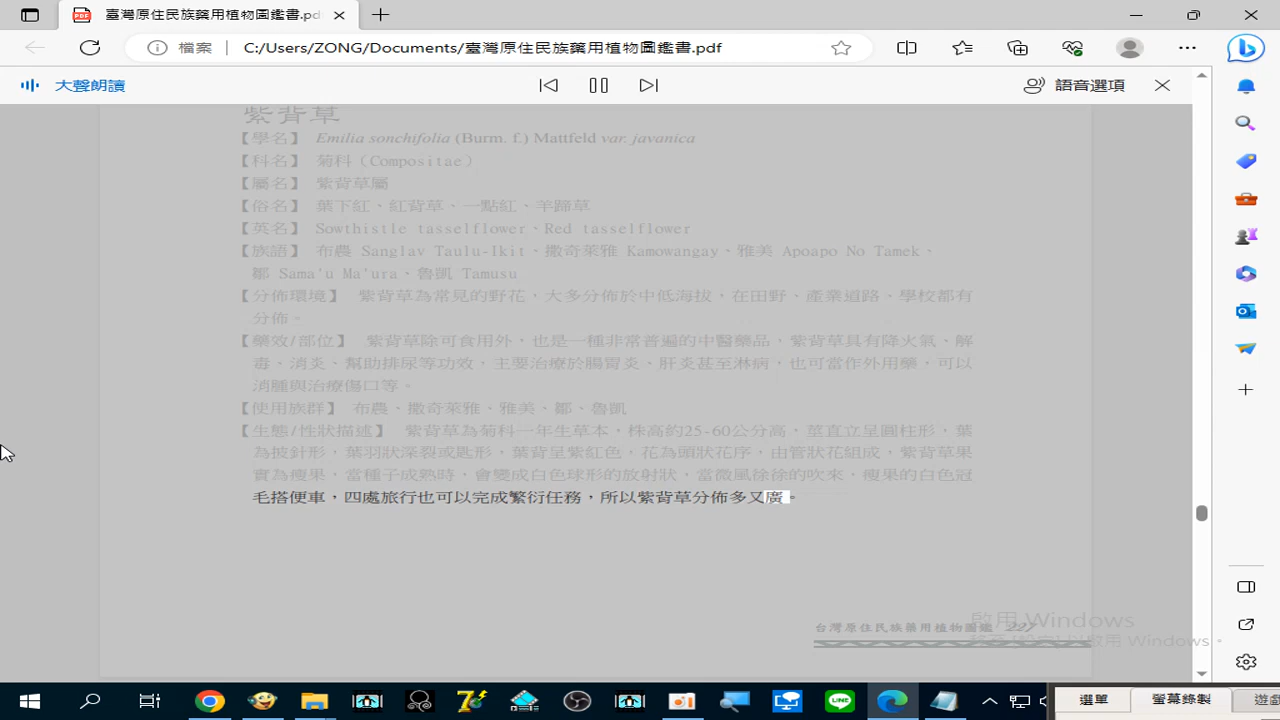 臺灣原住民族藥用植物圖鑑書.pd
檔案 C:/Users/ZONG/Documents/臺灣原住民族藥用植物圖鑑書.pdf
大聲朗讀 語音選項
紫背草
【學名】 Emilia sonchifolia (Burm. f.) Mattfeld var. javanica
【科名】 菊科（Compositae）
【屬名】 紫背草屬
【俗名】 葉下紅、紅背草、一點紅、羊蹄草
【英名】 Sowthistle tasselflower、Red tasselflower
【族語】 布農 Sanglav Taulu-Ikit、撒奇萊雅 Kamowangay、雅美 Apoapo No Tamek、
鄒 Sama'u Ma'ura、魯凱 Tamusu
【分佈環境】 紫背草為常見的野花，大多分佈於中低海拔，在田野、產業道路、學校都有
分佈。
【藥效/部位】 紫背草除可食用外，也是一種非常普遍的中醫藥品，紫背草具有降火氣、解
毒、消炎、幫助排尿等功效，主要治療於腸胃炎、肝炎甚至淋病，也可當作外用藥，可以
消腫與治療傷口等。
【使用族群】 布農、撒奇萊雅、雅美、鄒、魯凱
【生態/性狀描述】 紫背草為菊科一年生草本，株高約25-60公分高，莖直立呈圓柱形，葉
為披針形，葉羽狀深裂或匙形，葉背呈紫紅色，花為頭狀花序，由管狀花組成，紫背草果
實為瘦果，當種子成熟時，會變成白色球形的放射狀，當微風徐徐的吹來，瘦果的白色冠
毛搭便車，四處旅行也可以完成繁衍任務，所以紫背草分佈多又廣。
台灣原住民族藥用植物圖鑑 297
啟用 Windows
移至 [設定] 以啟用 Windows。
選單 螢幕錄製 遊戲